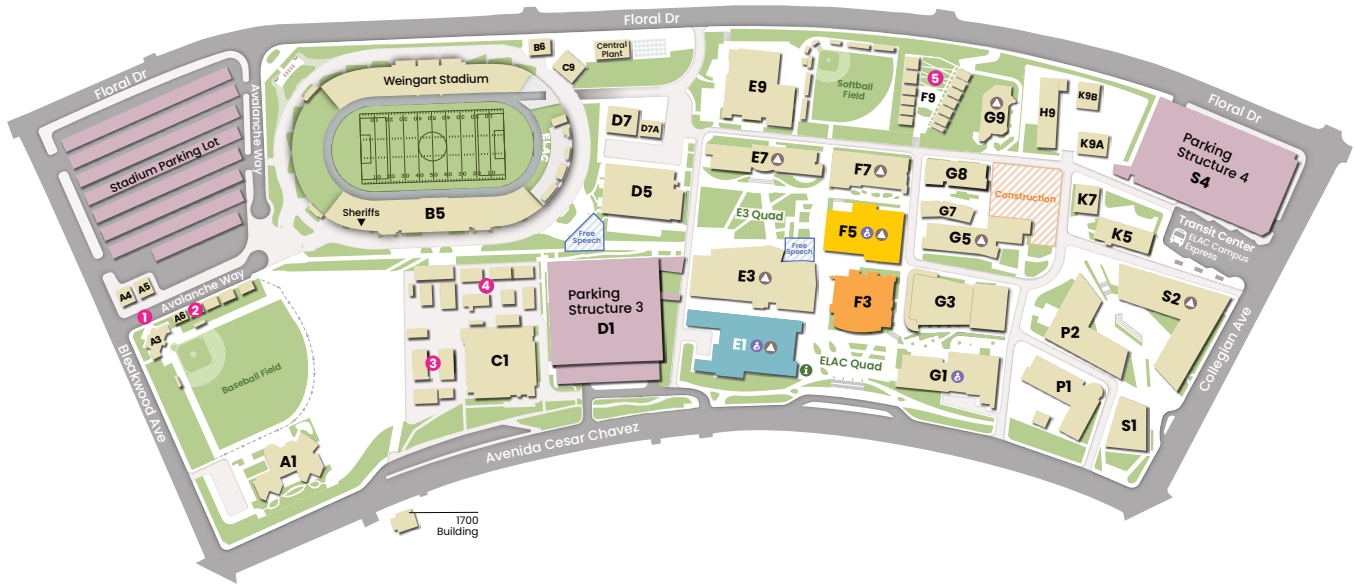 Floral Dr
Floral Dr
Floral Dr
Avalanche Way
Stadium Parking Lot
Weingart Stadium
ELAC
Sheriffs
B5
B6
C9
Central
Plant
D7
D7A
D5
Free
Speech
E9
Softball
Field
5
F9
G9
H9
K9B
K9A
Parking
Structure 4
S4
E7
F7
G8
Construction
G7
G5
K7
K5
Transit Center
ELAC Campus
Express
E3 Quad
F5
Free
Speech
E3
F3
G3
P2
S2
A4
A5
Avalanche Way
1
2
A6
A3
Baseball Field
Bleakwood Ave
A1
4
3
C1
Parking
Structure 3
D1
E1
i
ELAC Quad
G1
P1
S1
Collegian Ave
Avenida Cesar Chavez
1700
Building